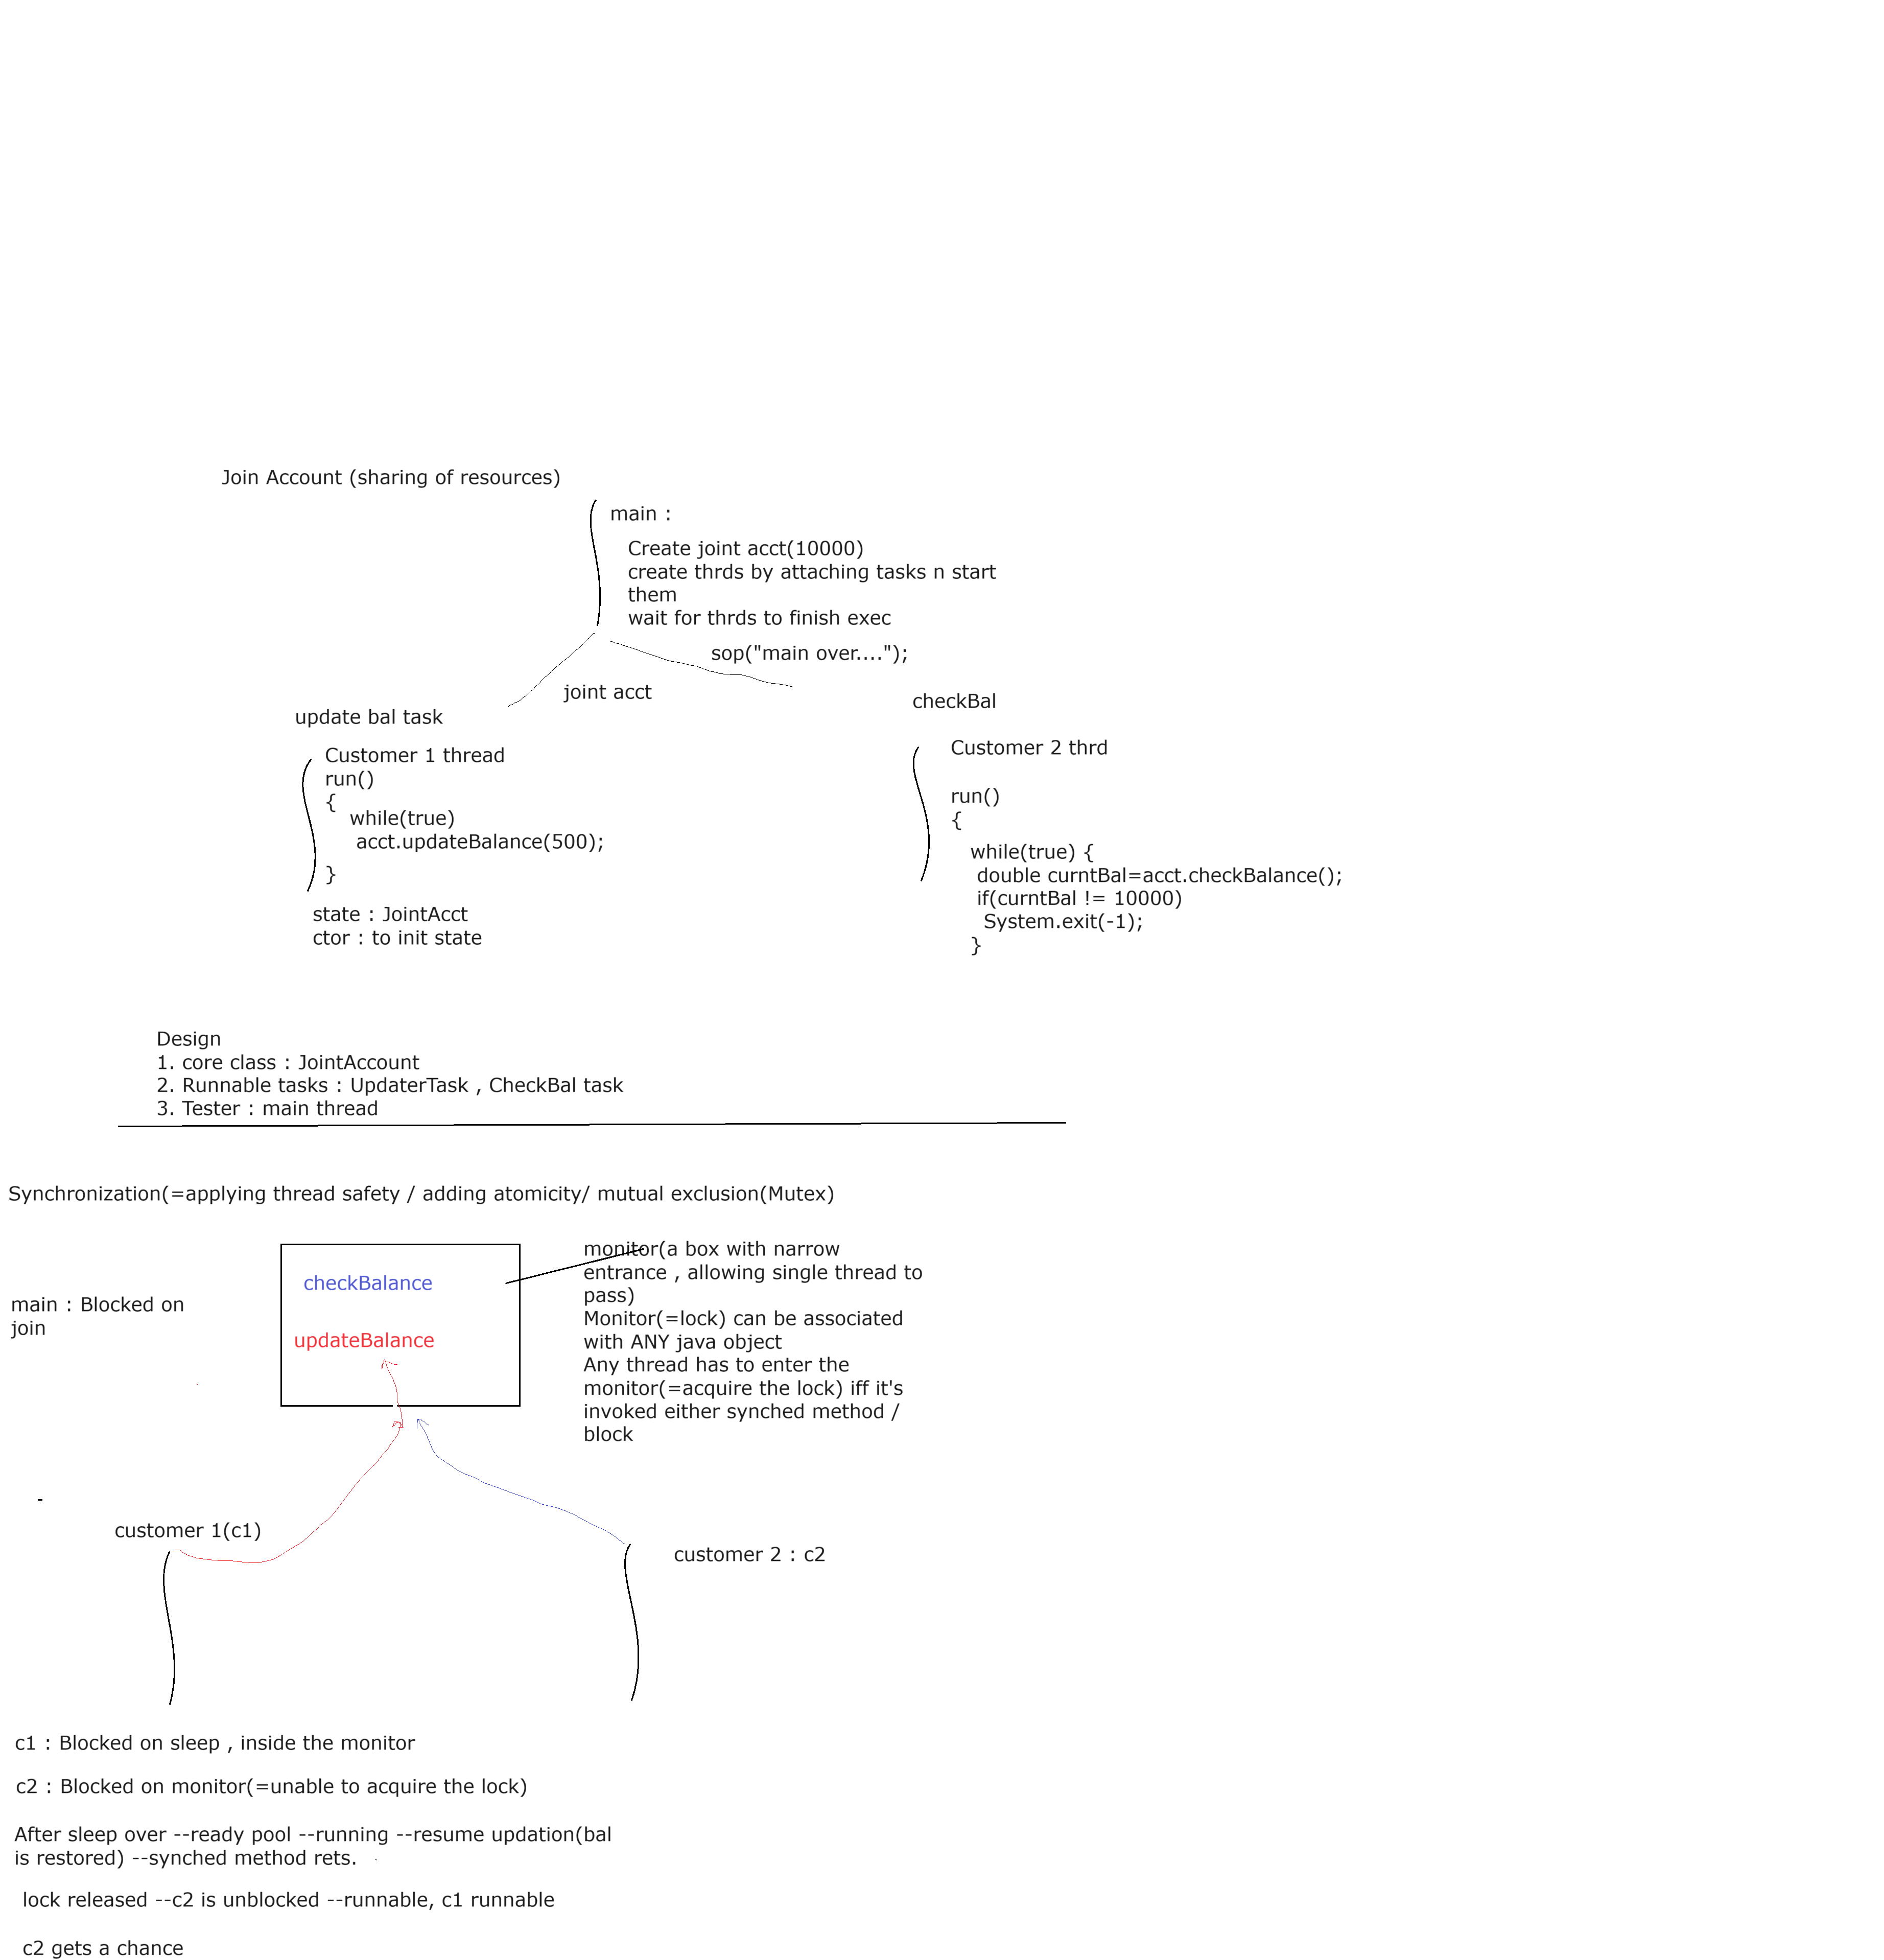 Join Account (sharing of resources)
main :
Create joint acct(10000)
create thrds by attaching tasks n start
them
wait for thrds to finish exec
sop("main over....");
joint acct
update bal task
Customer 1 thread
run()
{
while(true)
acct.updateBalance(500);
}
state : JointAcct
ctor : to init state
checkBal
Customer 2 thrd
run()
{
while(true) {
double curntBal=acct.checkBalance();
if(curntBal != 10000)
System.exit(-1);
}
Design
1. core class : JointAccount
2. Runnable tasks : UpdaterTask , CheckBal task
3. Tester : main thread
Synchronization(=applying thread safety / adding atomicity/ mutual exclusion(Mutex)
main : Blocked on
join
checkBalance
updateBalance
monitor(a box with narrow
entrance , allowing single thread to
pass)
Monitor(=lock) can be associated
with ANY java object
Any thread has to enter the
monitor(=acquire the lock) iff it's
invoked either synched method /
block
customer 1(c1)
customer 2 : c2
c1 : Blocked on sleep , inside the monitor
c2 : Blocked on monitor(=unable to acquire the lock)
After sleep over --ready pool --running --resume updation(bal
is restored) --synched method rets.
lock released --c2 is unblocked --runnable, c1 runnable
c2 gets a chance